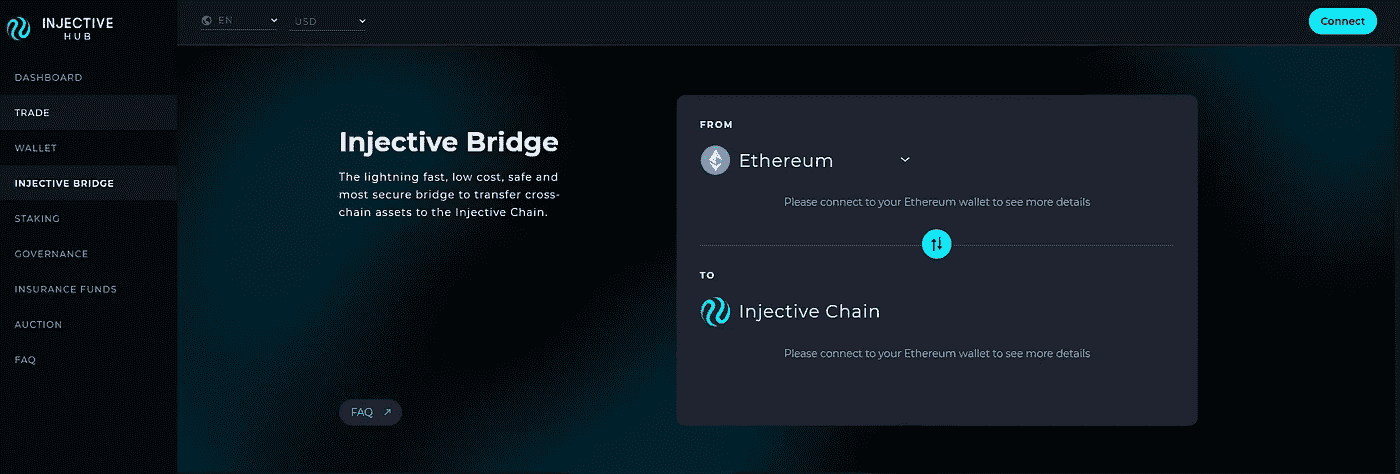 INJECTIVE
HUB
EN
USD
Connect
DASHBOARD
TRADE
WALLET
INJECTIVE BRIDGE
STAKING
GOVERNANCE
INSURANCE FUNDS
AUCTION
FAQ
Injective Bridge
The lightning fast, low cost, safe and
most secure bridge to transfer cross-
chain assets to the Injective Chain.
FAQ
FROM
Ethereum
Please connect to your Ethereum wallet to see more details
TO
Injective Chain
Please connect to your Ethereum wallet to see more details